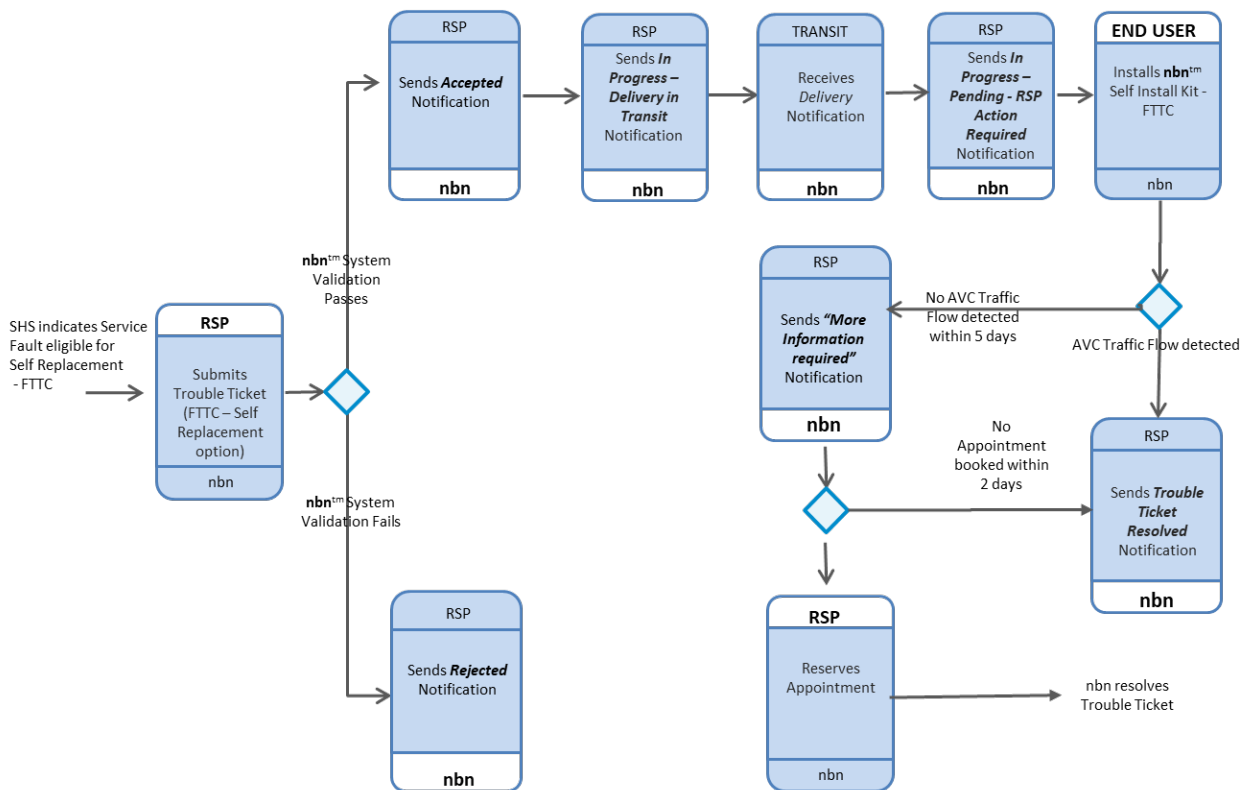 RSP
Sends Accepted
Notification
nbn
RSP
Sends In
Progress –
Delivery in
Transit
Notification
nbn
TRANSIT
Receives
Delivery
Notification
nbn
RSP
Sends In
Progress –
Pending - RSP
Action
Required
Notification
nbn
END USER
Installs nbn™
Self Install Kit -
FTTC
nbn
nbn™ System
Validation
Passes
SHS indicates Service
Fault eligible for
Self Replacement
- FTTC
RSP
Submits
Trouble Ticket
(FTTC – Self
Replacement
option)
nbn
nbn™ System
Validation Fails
RSP
Sends Rejected
Notification
nbn
RSP
Sends “More
Information
required”
Notification
nbn
No AVC Traffic
Flow detected
within 5 days
AVC Traffic Flow detected
No
Appointment
booked within
2 days
RSP
Sends Trouble
Ticket
Resolved
Notification
nbn
RSP
Reserves
Appointment
nbn
nbn resolves
Trouble Ticket